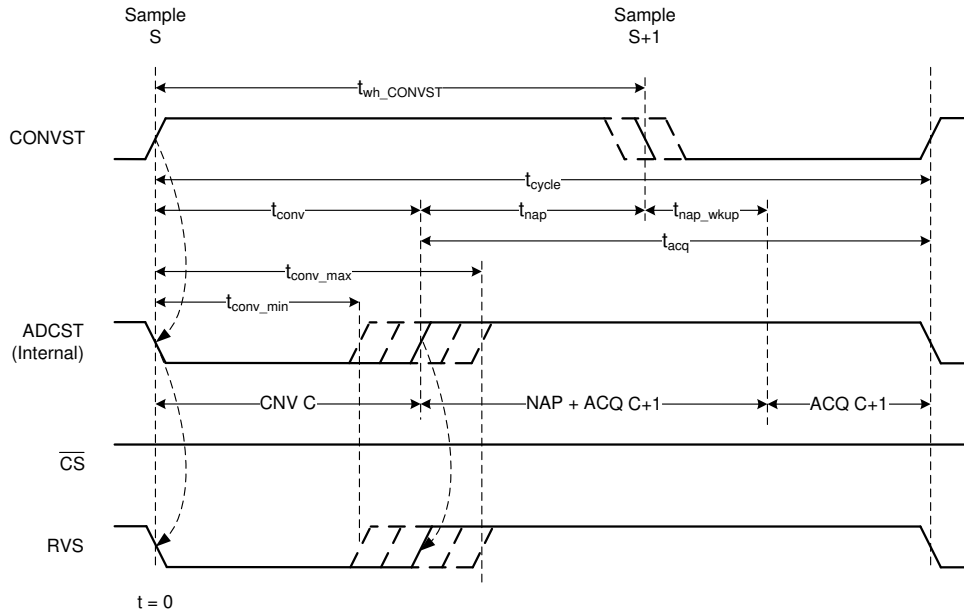 Sample
S
Sample
S+1
t_wh_CONVST
CONVST
t_cycle
t_conv
t_nap
t_nap_wkup
t_acq
t_conv_max
t_conv_min
ADCST
(Internal)
CNV C
NAP + ACQ C+1
ACQ C+1
CS
RVS
t = 0